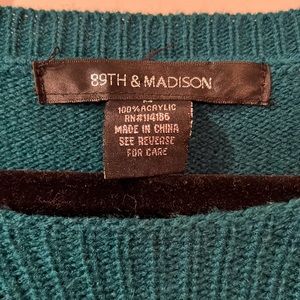 89TH & MADISON
M
100% ACRYLIC
RN#114186
MADE IN CHINA
SEE REVERSE
FOR CARE